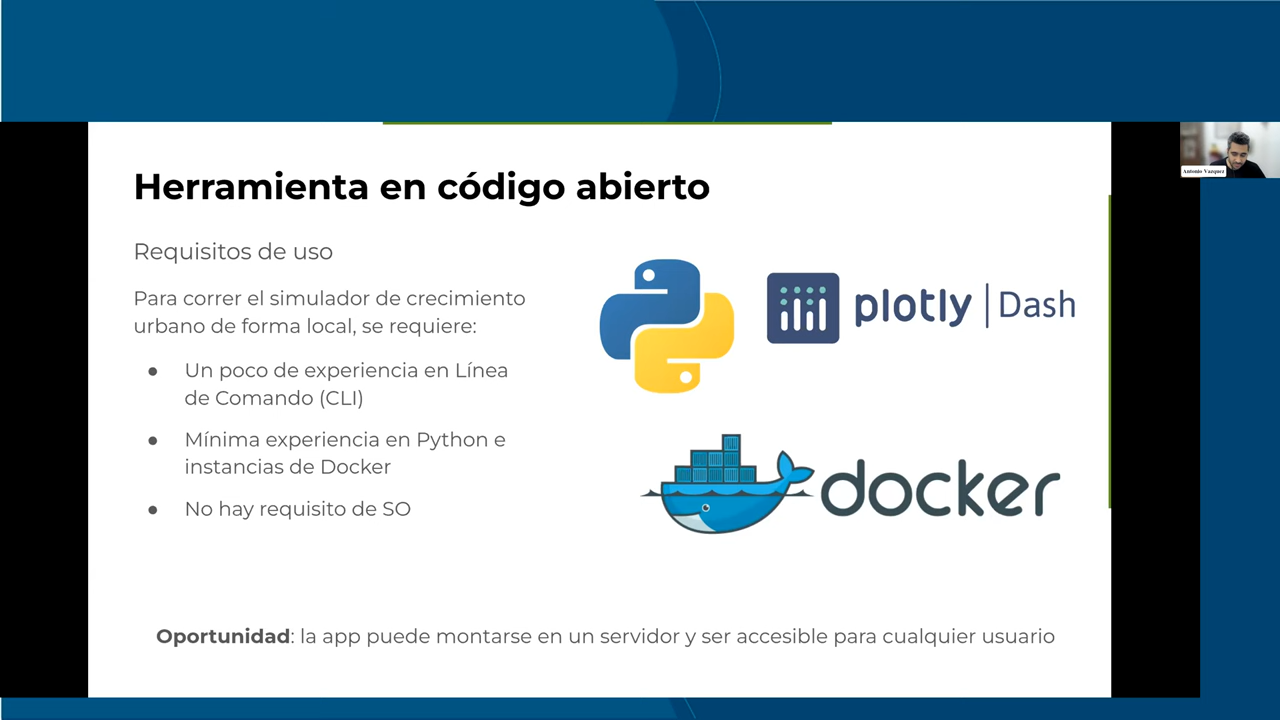 Herramienta en código abierto
Requisitos de uso
Para correr el simulador de crecimiento
urbano de forma local, se requiere:
● Un poco de experiencia en Línea
de Comando (CLI)
● Mínima experiencia en Python e
instancias de Docker
● No hay requisito de SO
plotly | Dash
docker
Oportunidad: la app puede montarse en un servidor y ser accesible para cualquier usuario
Antonio Vazquez